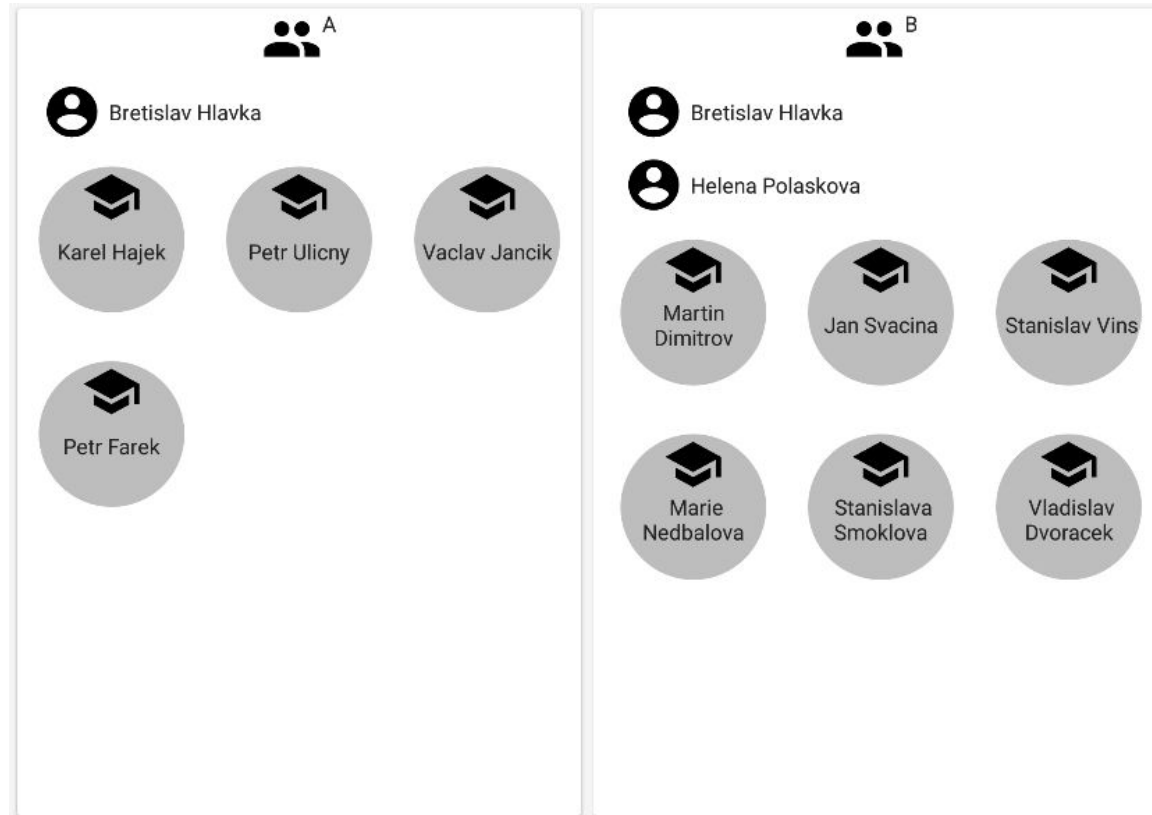 A
Bretislav Hlavka
Karel Hajek
Petr Ulicny
Vaclav Jancik
Petr Farek
B
Bretislav Hlavka
Helena Polaskova
Martin
Dimitrov
Jan Svacina
Stanislav Vins
Marie
Nedbalova
Stanislava
Smoklova
Vladislav
Dvoracek